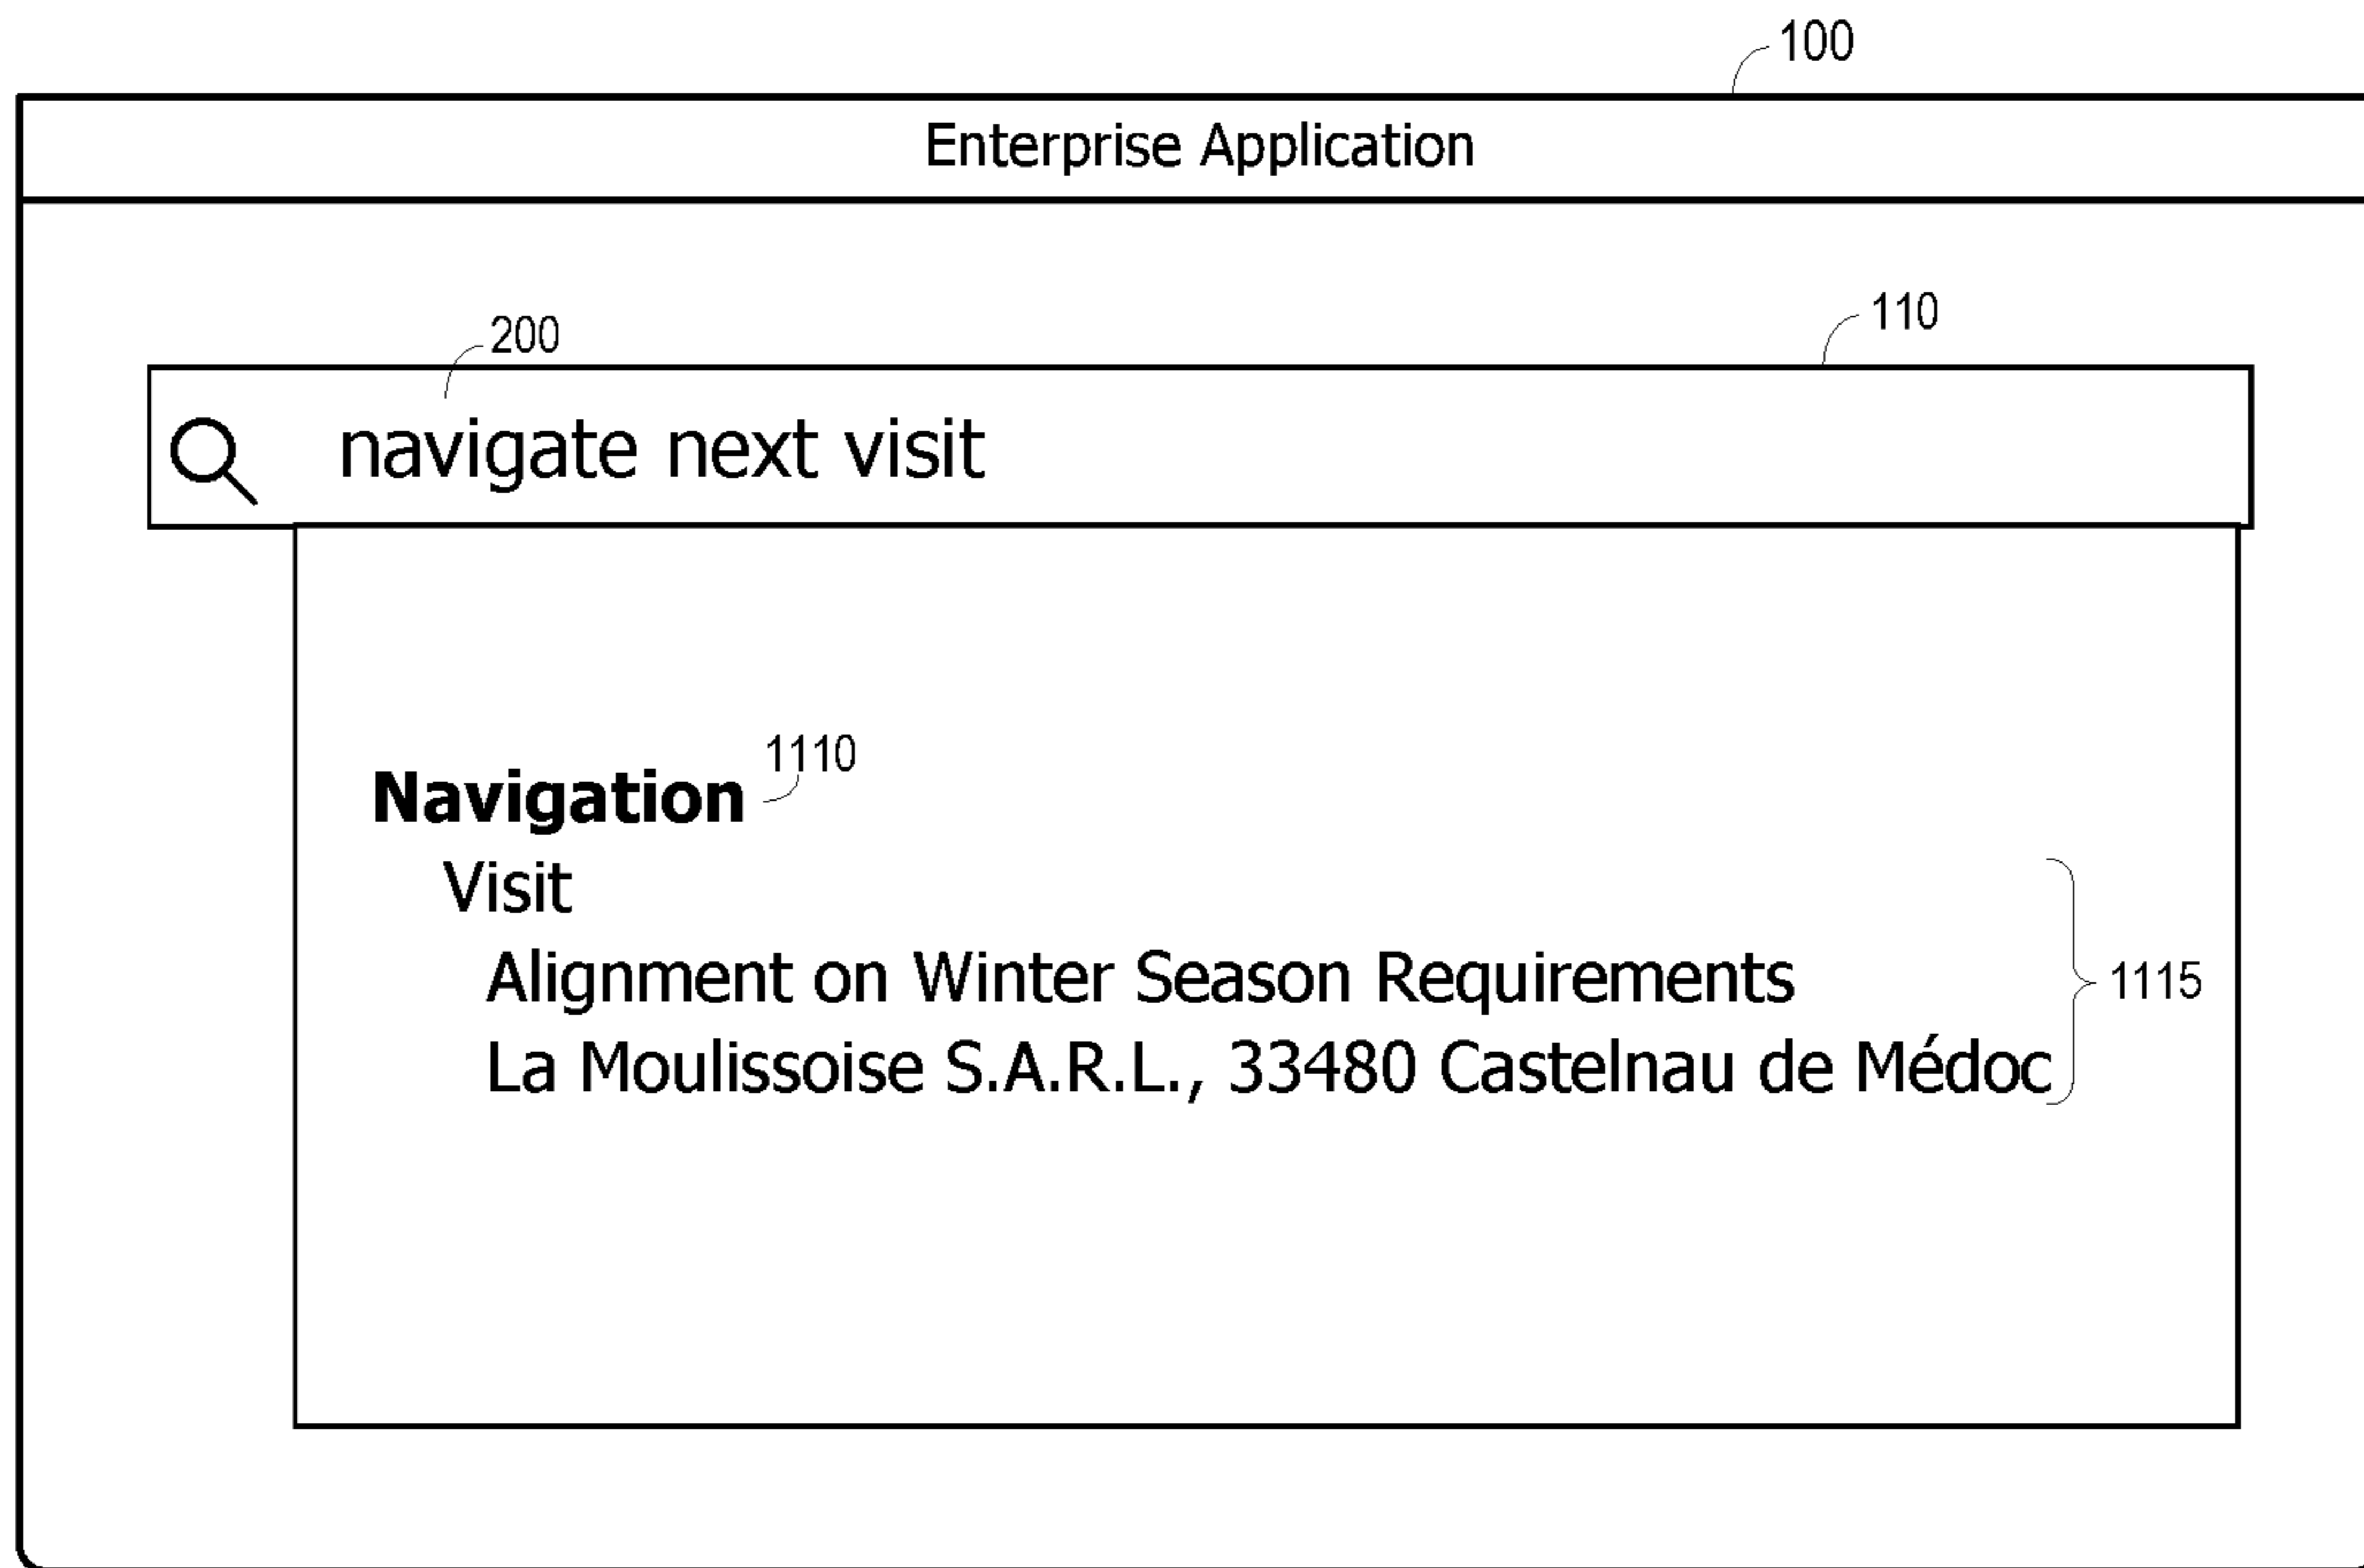 100
Enterprise Application
110
200
navigate next visit
1110
Navigation
Visit
Alignment on Winter Season Requirements
1115
La Moulissoise S.A.R.L., 33480 Castelnau de Médoc